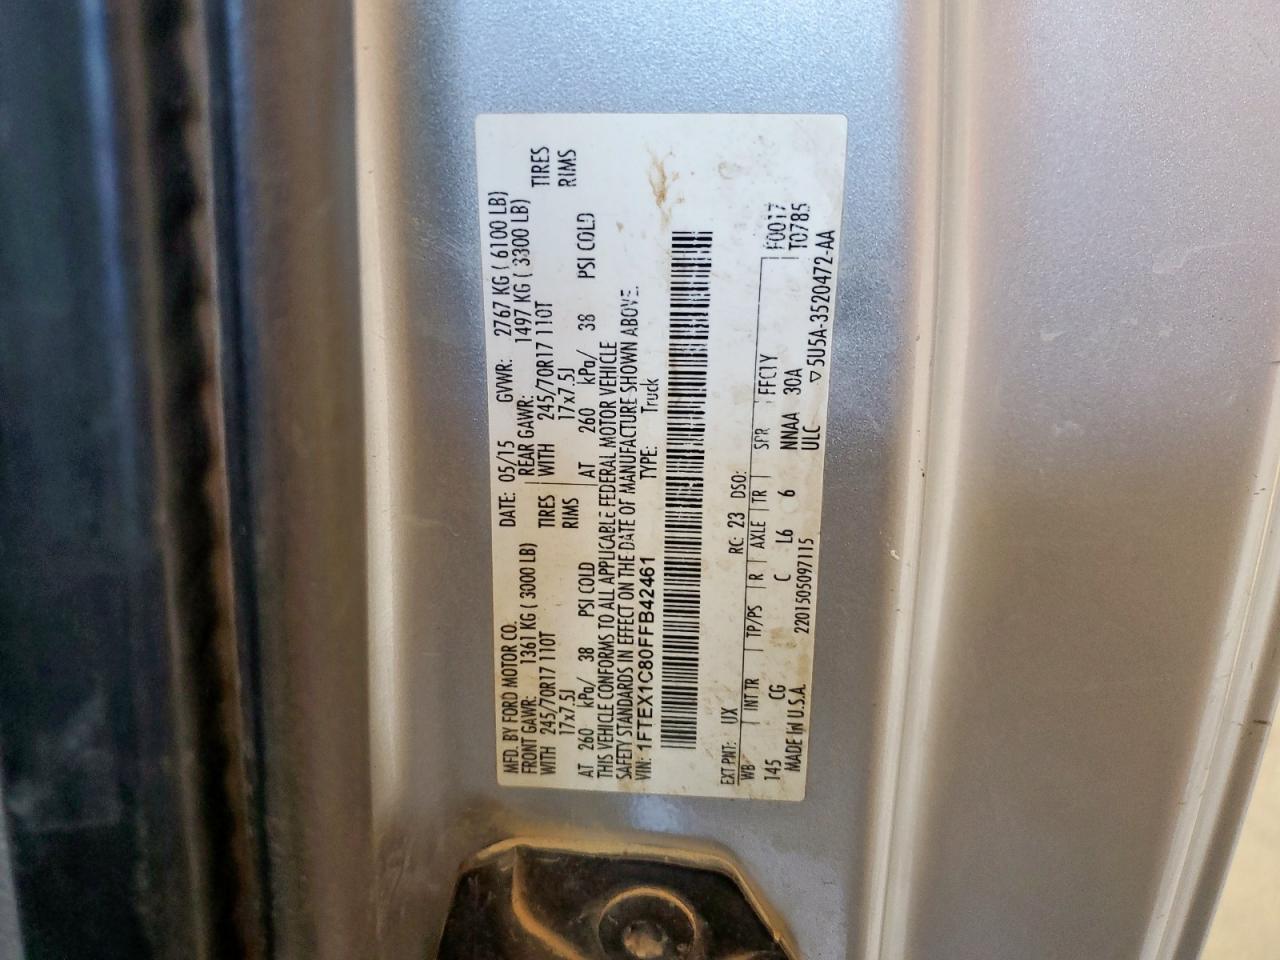 MFD. BY FORD MOTOR CO. DATE: 05/15 GVWR: 2767 KG ( 6100 LB)
FRONT GAWR: 1361 KG ( 3000 LB) REAR GAWR: 1497 KG ( 3300 LB)
WITH 245/70R17 110T TIRES WITH 245/70R17 110T TIRES
17x7.5J RIMS 17x7.5J RIMS
AT 260 kPa/ 38 PSI COLD AT 260 kPa/ 38 PSI COLD
THIS VEHICLE CONFORMS TO ALL APPLICABLE FEDERAL MOTOR VEHICLE
SAFETY STANDARDS IN EFFECT ON THE DATE OF MANUFACTURE SHOWN ABOVE.
VIN: 1FTEX1C80FFB42461 TYPE: Truck
EXT PNT: UX RC: 23 DSO:
WB INT TR TP/PS R AXLE TR SPR FFC1Y F0017
145 CG C L6 6 NNAA 30A T0785
MADE IN U.S.A. 2201505097115 ULC ▽5U5A-3520472-AA